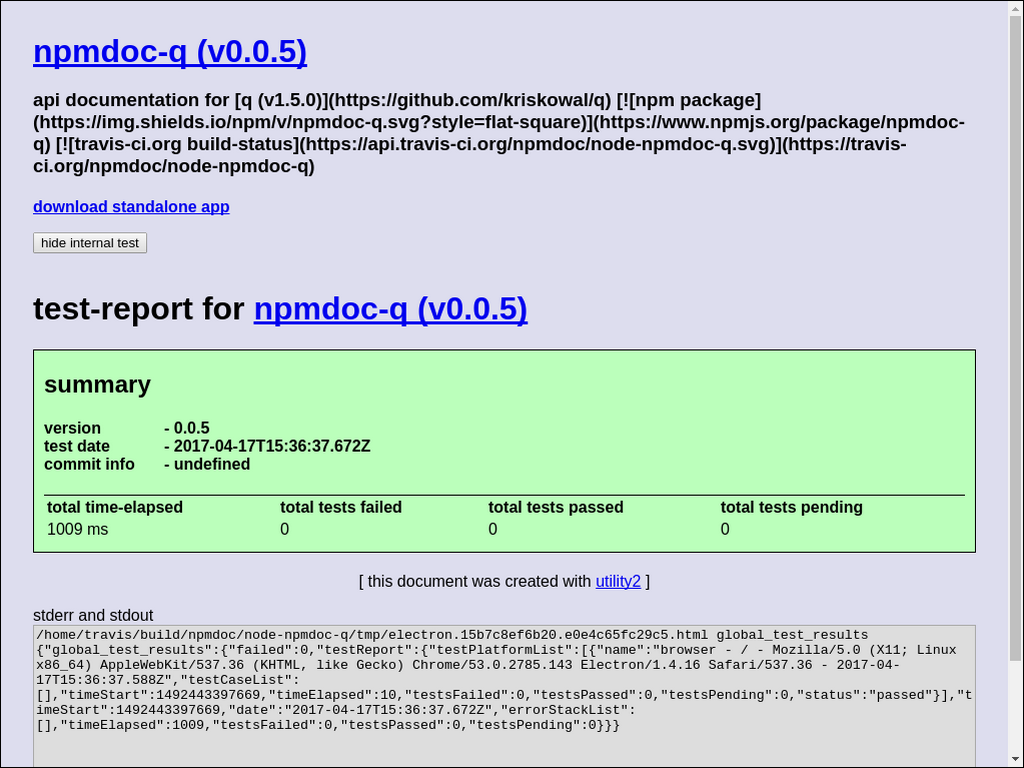 npmdoc-q (v0.0.5)
api documentation for [q (v1.5.0)](https://github.com/kriskowal/q) [![npm package]
(https://img.shields.io/npm/v/npmdoc-q.svg?style=flat-square)](https://www.npmjs.org/package/npmdoc-
q) [![travis-ci.org build-status](https://api.travis-ci.org/npmdoc/node-npmdoc-q.svg)](https://travis-
ci.org/npmdoc/node-npmdoc-q)
download standalone app
hide internal test
test-report for npmdoc-q (v0.0.5)
summary
version - 0.0.5
test date - 2017-04-17T15:36:37.672Z
commit info - undefined
total time-elapsed total tests failed total tests passed total tests pending
1009 ms 0 0 0
[ this document was created with utility2 ]
stderr and stdout
/home/travis/build/npmdoc/node-npmdoc-q/tmp/electron.15b7c8ef6b20.e0e4c65fc29c5.html global_test_results
{"global_test_results":{"failed":0,"testReport":{"testPlatformList":[{"name":"browser - / - Mozilla/5.0 (X11; Linux
x86_64) AppleWebKit/537.36 (KHTML, like Gecko) Chrome/53.0.2785.143 Electron/1.4.16 Safari/537.36 - 2017-04-
17T15:36:37.588Z","testCaseList":
[],"timeStart":1492443397669,"timeElapsed":10,"testsFailed":0,"testsPassed":0,"testsPending":0,"status":"passed"}],"t
imeStart":1492443397669,"date":"2017-04-17T15:36:37.672Z","errorStackList":
[],"timeElapsed":1009,"testsFailed":0,"testsPassed":0,"testsPending":0}}}